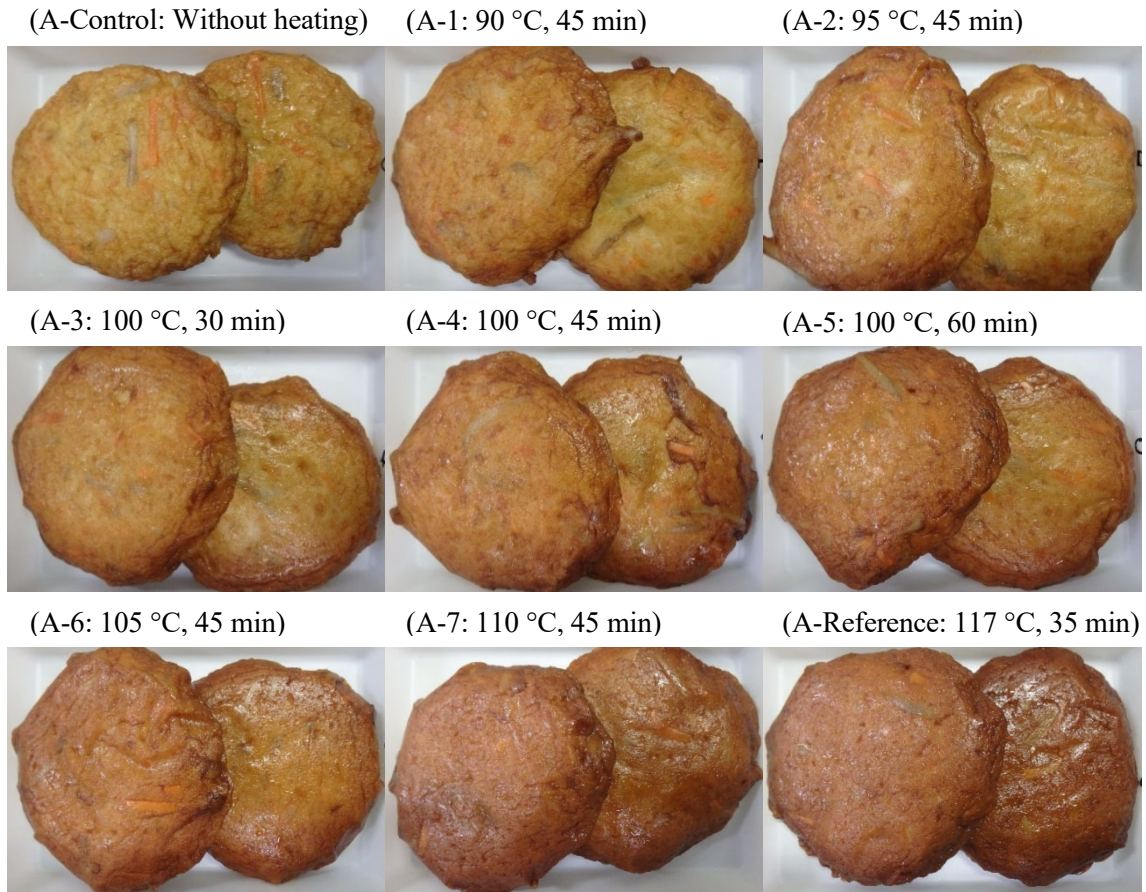 (A-Control: Without heating)
(A-1: 90 °C, 45 min)
(A-2: 95 °C, 45 min)
(A-3: 100 °C, 30 min)
(A-4: 100 °C, 45 min)
(A-5: 100 °C, 60 min)
(A-6: 105 °C, 45 min)
(A-7: 110 °C, 45 min)
(A-Reference: 117 °C, 35 min)